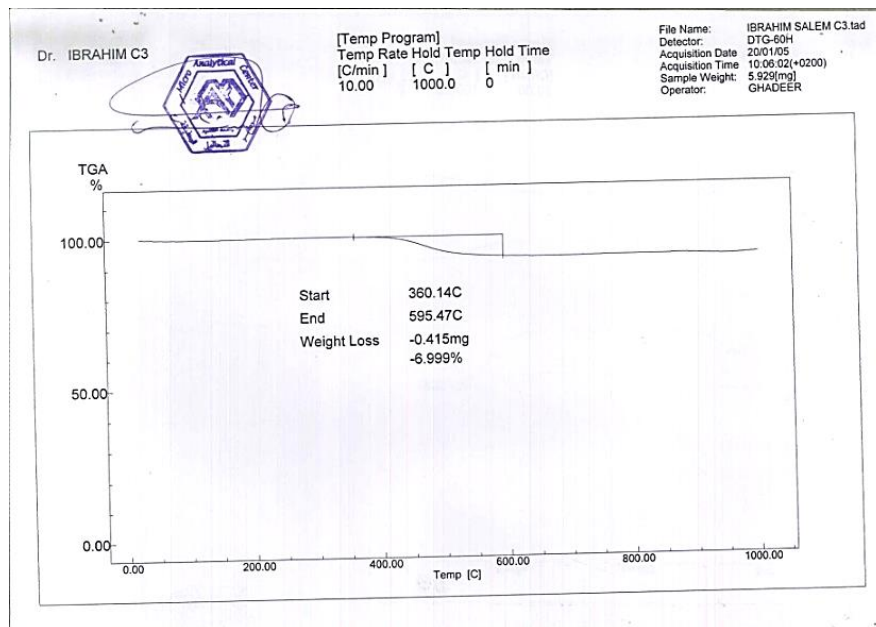 Dr. IBRAHIM C3
Micro Analytical Center
[Temp Program]
Temp Rate Hold Temp Hold Time
[C/min ] [ C ] [ min ]
10.00 1000.0 0
File Name: IBRAHIM SALEM C3.tad
Detector: DTG-60H
Acquisition Date 20/01/05
Acquisition Time 10:06:02(+0200)
Sample Weight: 5.929[mg]
Operator: GHADEER
TGA
%
100.00
50.00
0.00
Start 360.14C
End 595.47C
Weight Loss -0.415mg
-6.999%
0.00 200.00 400.00 600.00 800.00 1000.00
Temp [C]